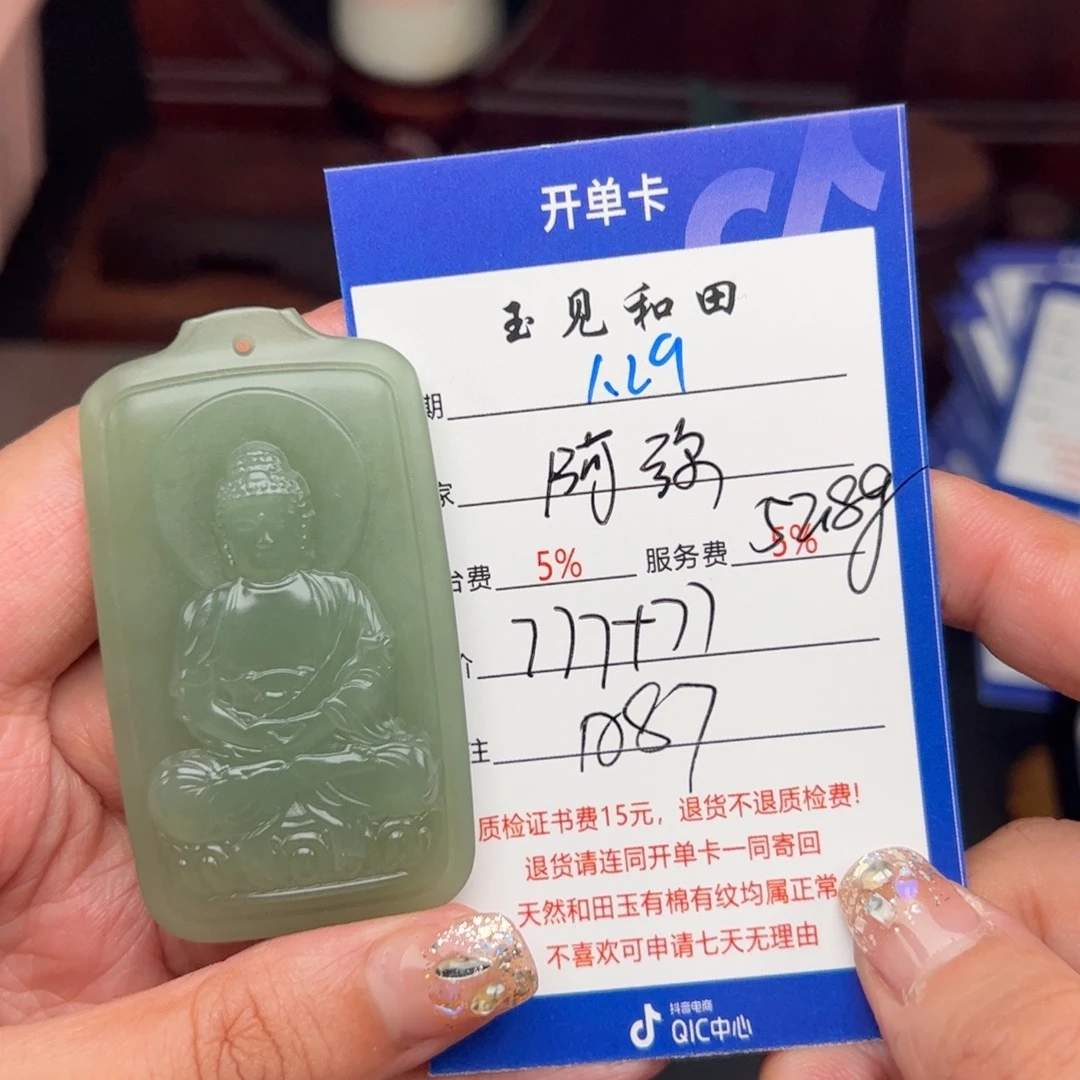 开单卡
玉见和田
期 1.29
家 阿弥
台费 5% 服务费 5% 52.8g
价 777+77
主 1087
质检证书费15元，退货不退质检费！
退货请连同开单卡一同寄回
天然和田玉有棉有纹均属正常
不喜欢可申请七天无理由
抖音电商
QIC中心